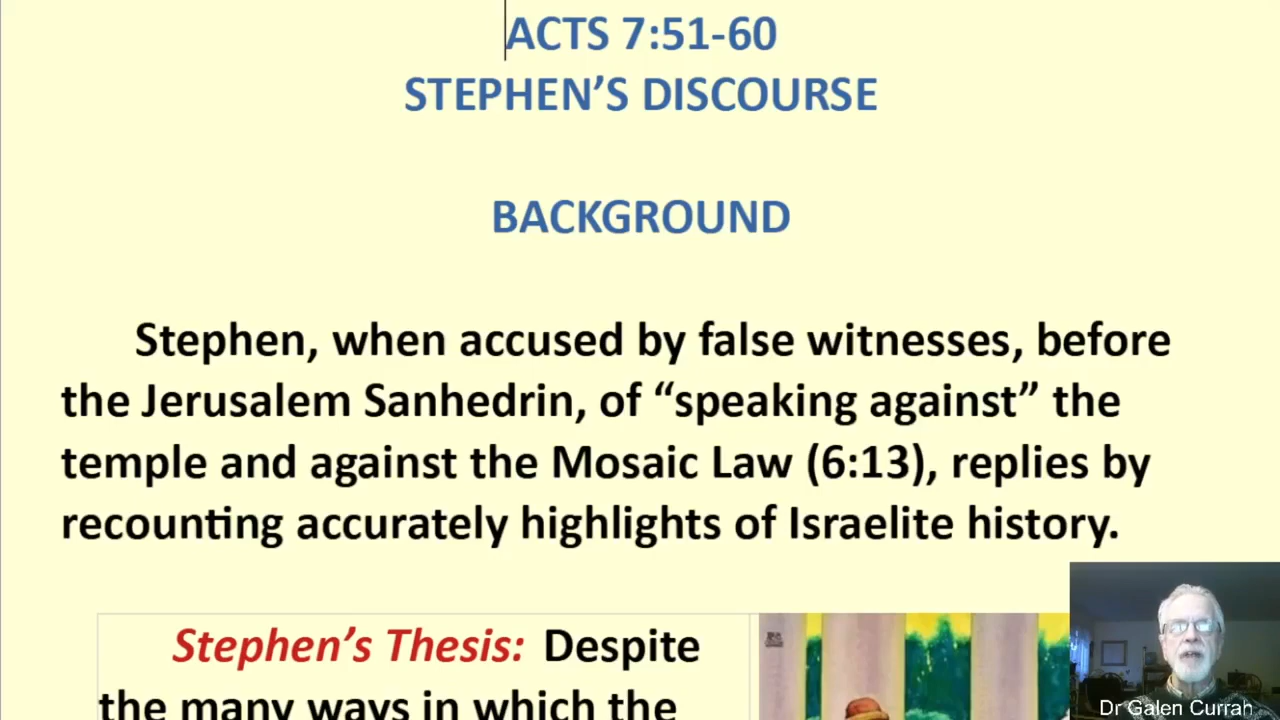 ACTS 7:51-60
STEPHEN’S DISCOURSE
BACKGROUND
Stephen, when accused by false witnesses, before
the Jerusalem Sanhedrin, of “speaking against” the
temple and against the Mosaic Law (6:13), replies by
recounting accurately highlights of Israelite history.
Stephen’s Thesis: Despite
the many ways in which the
Dr Galen Currah